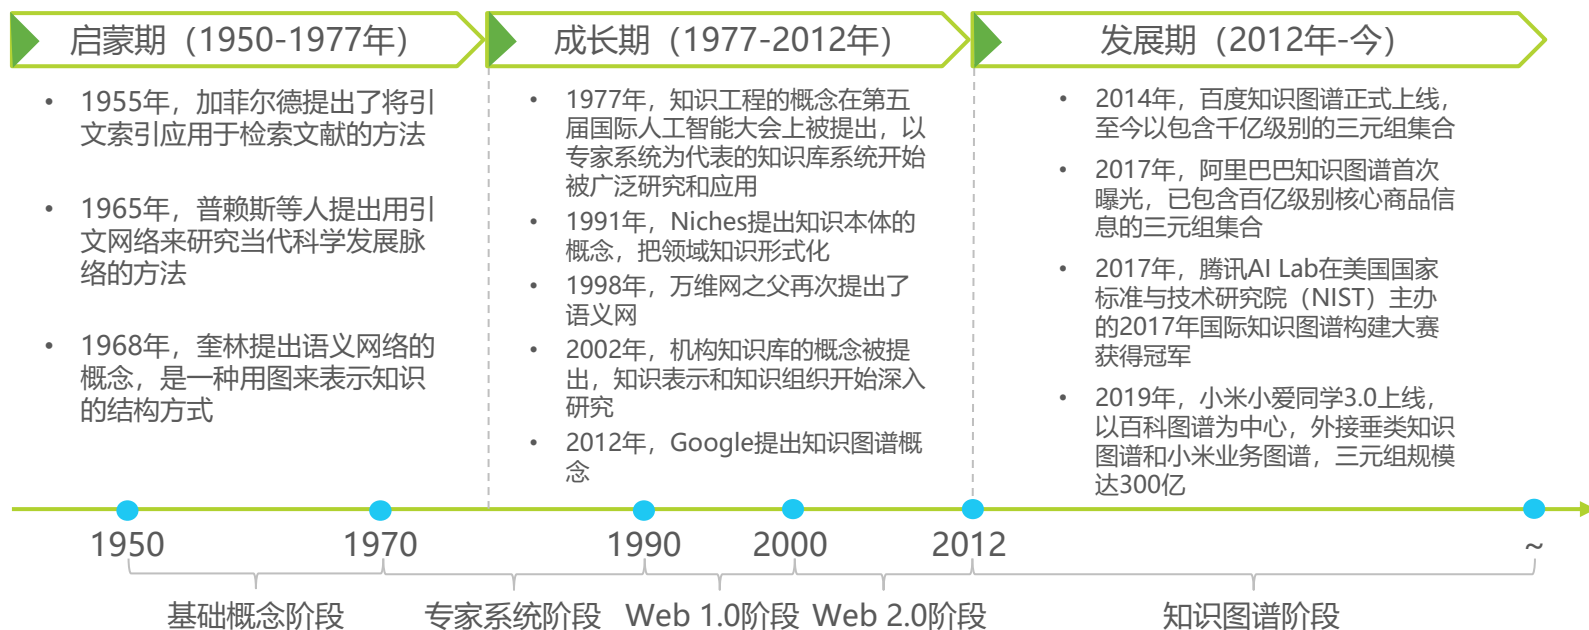 启蒙期（1950-1977年）
• 1955年，加菲尔德提出了将引
文索引应用于检索文献的方法
• 1965年，普赖斯等人提出用引
文网络来研究当代科学发展脉
络的方法
• 1968年，奎林提出语义网络的
概念，是一种用图来表示知识
的结构方式
成长期（1977-2012年）
• 1977年，知识工程的概念在第五
届国际人工智能大会上被提出，以
专家系统为代表的知识库系统开始
被广泛研究和应用
• 1991年，Niches提出知识本体的
概念，把领域知识形式化
• 1998年，万维网之父再次提出了
语义网
• 2002年，机构知识库的概念被提
出，知识表示和知识组织开始深入
研究
• 2012年，Google提出知识图谱概
念
发展期（2012年-今）
• 2014年，百度知识图谱正式上线，
至今以包含千亿级别的三元组集合
• 2017年，阿里巴巴知识图谱首次
曝光，已包含百亿级别核心商品信
息的三元组集合
• 2017年，腾讯AI Lab在美国国家
标准与技术研究院（NIST）主办
的2017年国际知识图谱构建大赛
获得冠军
• 2019年，小米小爱同学3.0上线，
以百科图谱为中心，外接垂类知识
图谱和小米业务图谱，三元组规模
达300亿
1950 1970 1990 2000 2012 ~
基础概念阶段 专家系统阶段 Web 1.0阶段 Web 2.0阶段 知识图谱阶段